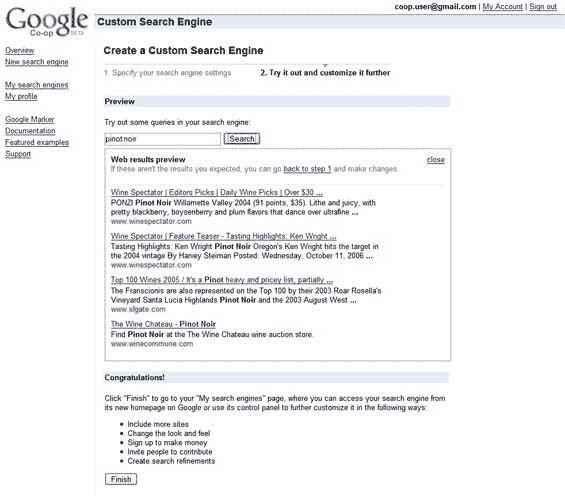 coop.user@gmail.com | My Account | Sign out
Google
Co-op BETA
Custom Search Engine
Overview
New search engine
My search engines
My profile
Google Marker
Documentation
Featured examples
Support
Create a Custom Search Engine
1. Specify your search engine settings
2. Try it out and customize it further
Preview
Try out some queries in your search engine:
pinot noir
Search
Web results preview
close
If these aren't the results you expected, you can go back to step 1 and make changes.
Wine Spectator | Editors Picks | Daily Wine Picks | Over $30 ...
PONZI Pinot Noir Willamette Valley 2004 (91 points, $35). Lithe and juicy, with
pretty blackberry, boysenberry and plum flavors that dance over ultrafine ...
www.winespectator.com
Wine Spectator | Feature Teaser - Tasting Highlights: Ken Wright ...
Tasting Highlights: Ken Wright Pinot Noir Oregon's Ken Wright hits the target in
the 2004 vintage By Harvey Steiman Posted: Wednesday, October 11, 2006 ...
www.winespectator.com
Top 100 Wines 2005 / It's a Pinot heavy and pricey list, partially ...
The Franscionis are also represented on the Top 100 by their 2003 Roar Rosella's
Vineyard Santa Lucia Highlands Pinot Noir and the 2003 August West ...
www.sfgate.com
The Wine Chateau - Pinot Noir
Find Pinot Noir at the The Wine Chateau wine auction store.
www.winecommune.com
Congratulations!
Click "Finish" to go to your "My search engines" page, where you can access your search engine from
its new homepage on Google or use its control panel to further customize it in the following ways:
• Include more sites
• Change the look and feel
• Sign up to make money
• Invite people to contribute
• Create search refinements
Finish